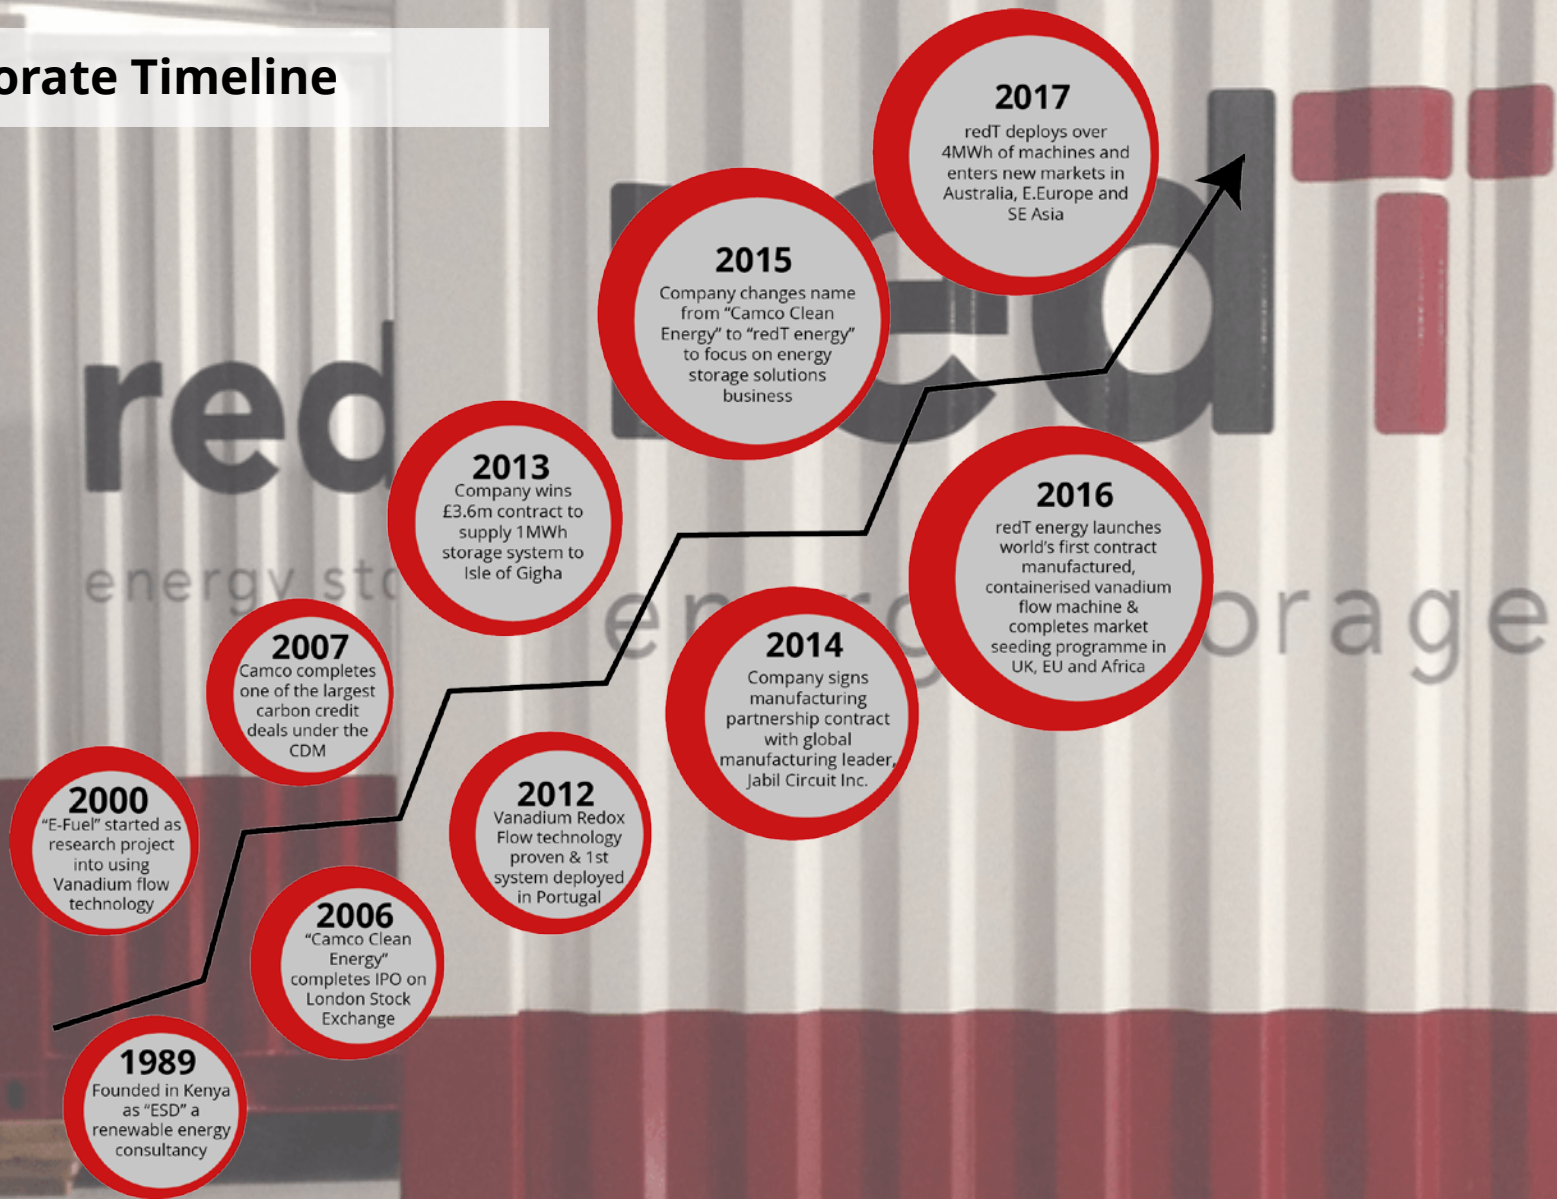 orate Timeline
2017
redT deploys over
4MWh of machines and
enters new markets in
Australia, E.Europe and
SE Asia
2015
Company changes name
from “Camco Clean
Energy” to “redT energy”
to focus on energy
storage solutions
business
2013
Company wins
£3.6m contract to
supply 1MWh
storage system to
Isle of Gigha
2016
redT energy launches
world’s first contract
manufactured,
containerised vanadium
flow machine &
completes market
seeding programme in
UK, EU and Africa
2007
Camco completes
one of the largest
carbon credit
deals under the
CDM
2014
Company signs
manufacturing
partnership contract
with global
manufacturing leader,
Jabil Circuit Inc.
2000
“E-Fuel” started as
research project
into using
Vanadium flow
technology
2012
Vanadium Redox
Flow technology
proven & 1st
system deployed
in Portugal
2006
“Camco Clean
Energy”
completes IPO on
London Stock
Exchange
1989
Founded in Kenya
as “ESD” a
renewable energy
consultancy
red
energy sto
redT
en rg orage